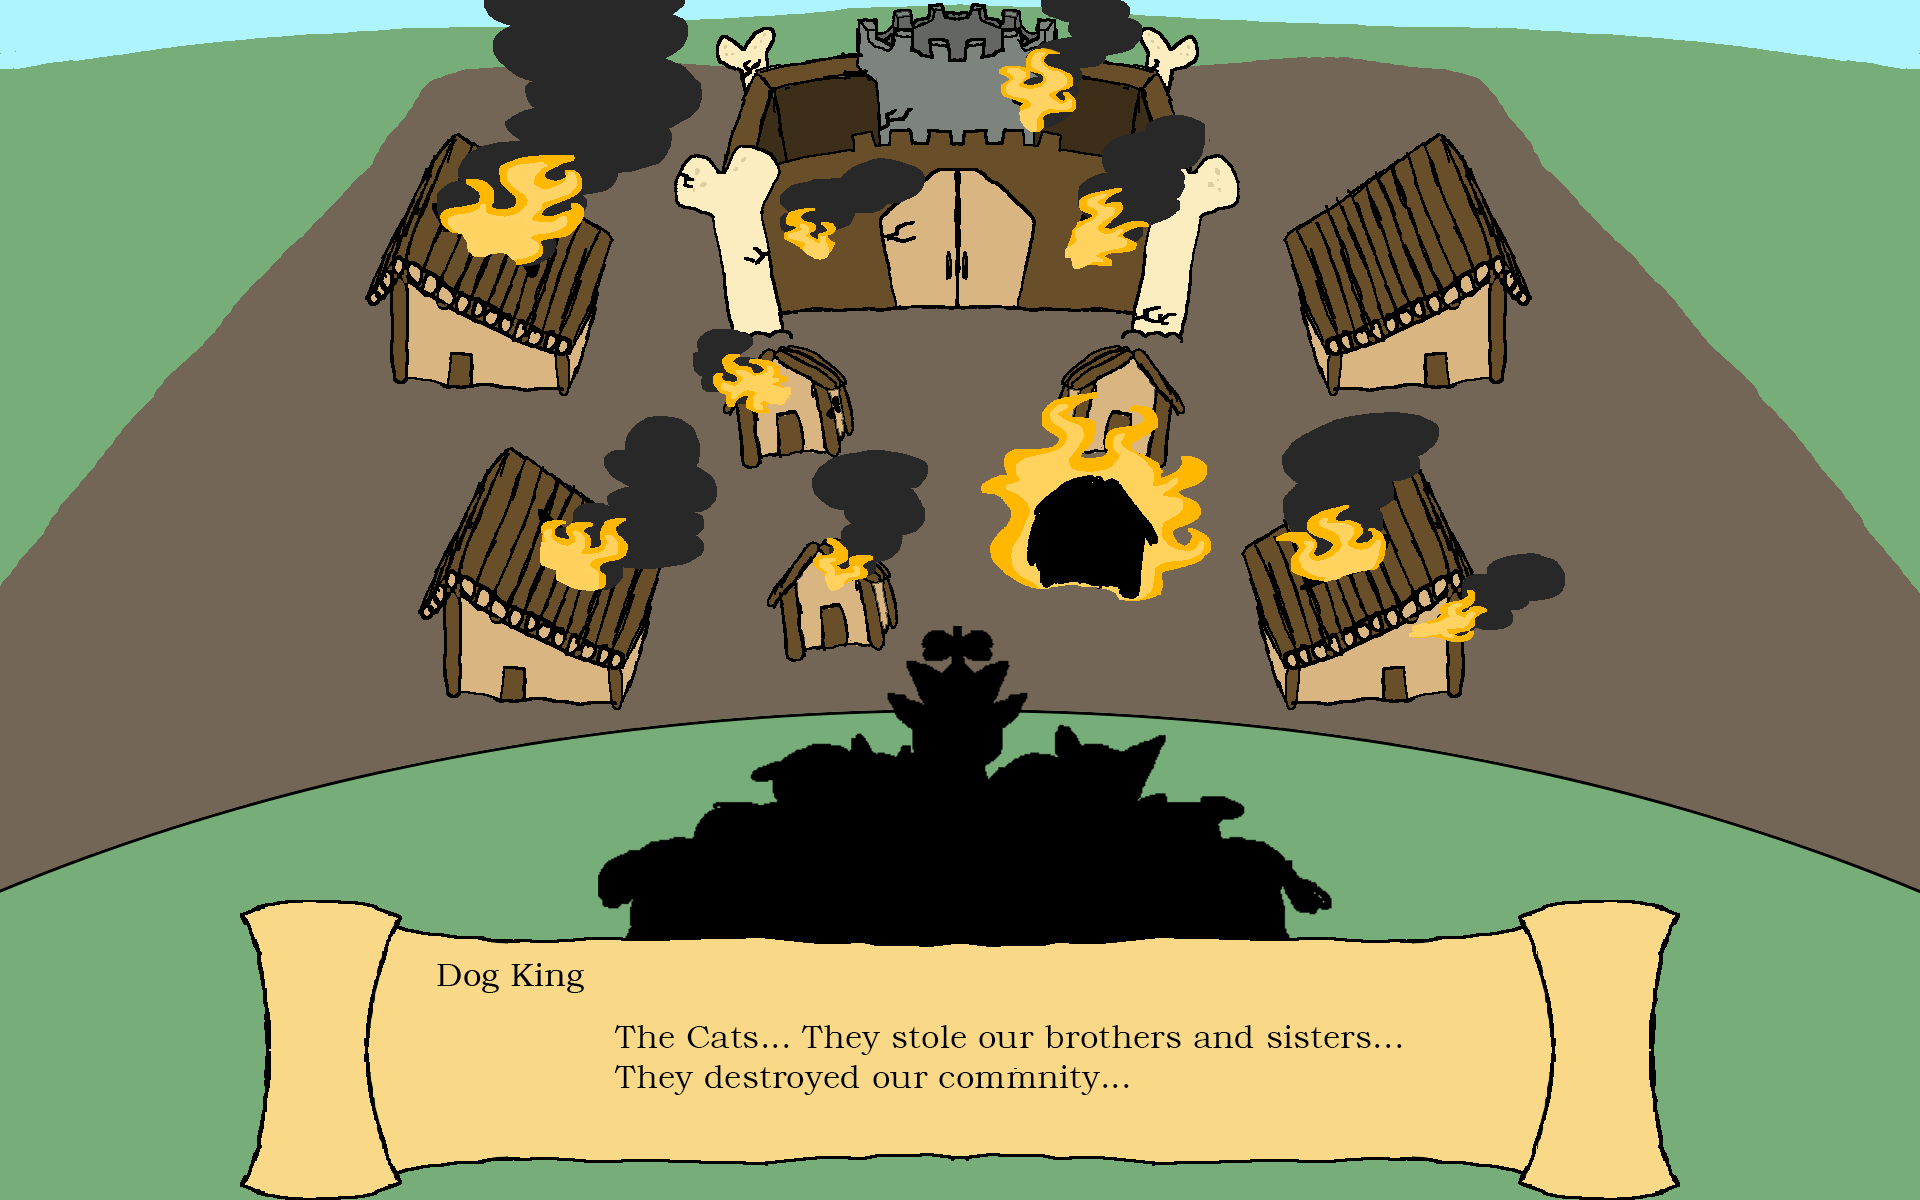 Dog King
The Cats... They stole our brothers and sisters...
They destroyed our commnity...